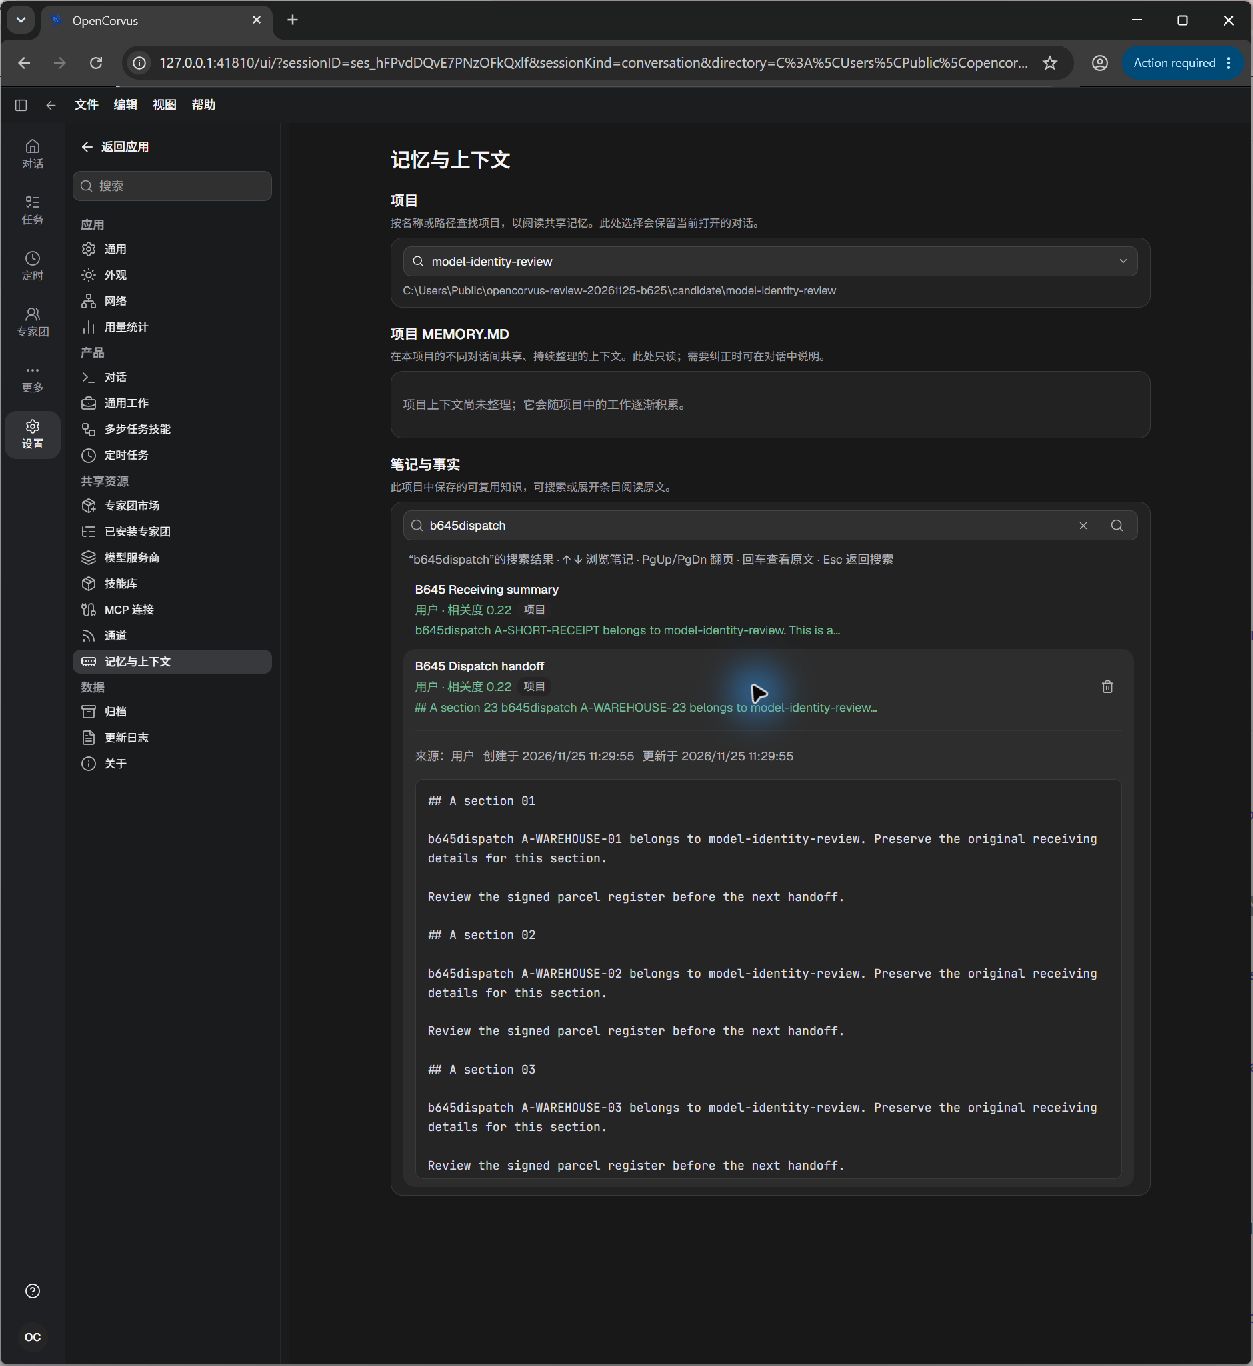 OpenCorvus
127.0.0.1:41810/ui/?sessionID=ses_hFPvdDQvE7PNzOFkQxIf&sessionKind=conversation&directory=C%3A%5CUsers%5CPublic%5Copencor...
Action required
文件 编辑 视图 帮助
对话
任务
定时
专家团
更多
设置
OC
返回应用
搜索
应用
通用
外观
网络
用量统计
产品
对话
通用工作
多步任务技能
定时任务
共享资源
专家团市场
已安装专家团
模型服务商
技能库
MCP 连接
通道
记忆与上下文
数据
归档
更新日志
关于
记忆与上下文
项目
按名称或路径查找项目，以阅读共享记忆。此处选择会保留当前打开的对话。
model-identity-review
C:\Users\Public\opencorvus-review-20261125-b625\candidate\model-identity-review
项目 MEMORY.MD
在本项目的不同对话间共享、持续整理的上下文。此处只读；需要纠正时可在对话中说明。
项目上下文尚未整理；它会随项目中的工作逐渐积累。
笔记与事实
此项目中保存的可复用知识，可搜索或展开条目阅读原文。
b645dispatch
“b645dispatch”的搜索结果 · ↑↓ 浏览笔记 · PgUp/PgDn 翻页 · 回车查看原文 · Esc 返回搜索
B645 Receiving summary
用户 · 相关度 0.22 项目
b645dispatch A-SHORT-RECEIPT belongs to model-identity-review. This is a...
B645 Dispatch handoff
用户 · 相关度 0.22 项目
## A section 23 b645dispatch A-WAREHOUSE-23 belongs to model-identity-review...
来源：用户 创建于 2026/11/25 11:29:55 更新于 2026/11/25 11:29:55
## A section 01
b645dispatch A-WAREHOUSE-01 belongs to model-identity-review. Preserve the original receiving
details for this section.
Review the signed parcel register before the next handoff.
## A section 02
b645dispatch A-WAREHOUSE-02 belongs to model-identity-review. Preserve the original receiving
details for this section.
Review the signed parcel register before the next handoff.
## A section 03
b645dispatch A-WAREHOUSE-03 belongs to model-identity-review. Preserve the original receiving
details for this section.
Review the signed parcel register before the next handoff.